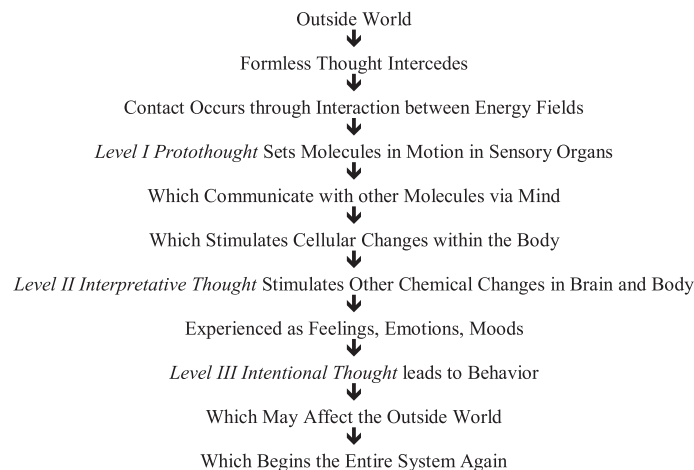 Outside World
Formless Thought Intercedes
Contact Occurs through Interaction between Energy Fields
Level I Protothought Sets Molecules in Motion in Sensory Organs
Which Communicate with other Molecules via Mind
Which Stimulates Cellular Changes within the Body
Level II Interpretative Thought Stimulates Other Chemical Changes in Brain and Body
Experienced as Feelings, Emotions, Moods
Level III Intentional Thought leads to Behavior
Which May Affect the Outside World
Which Begins the Entire System Again